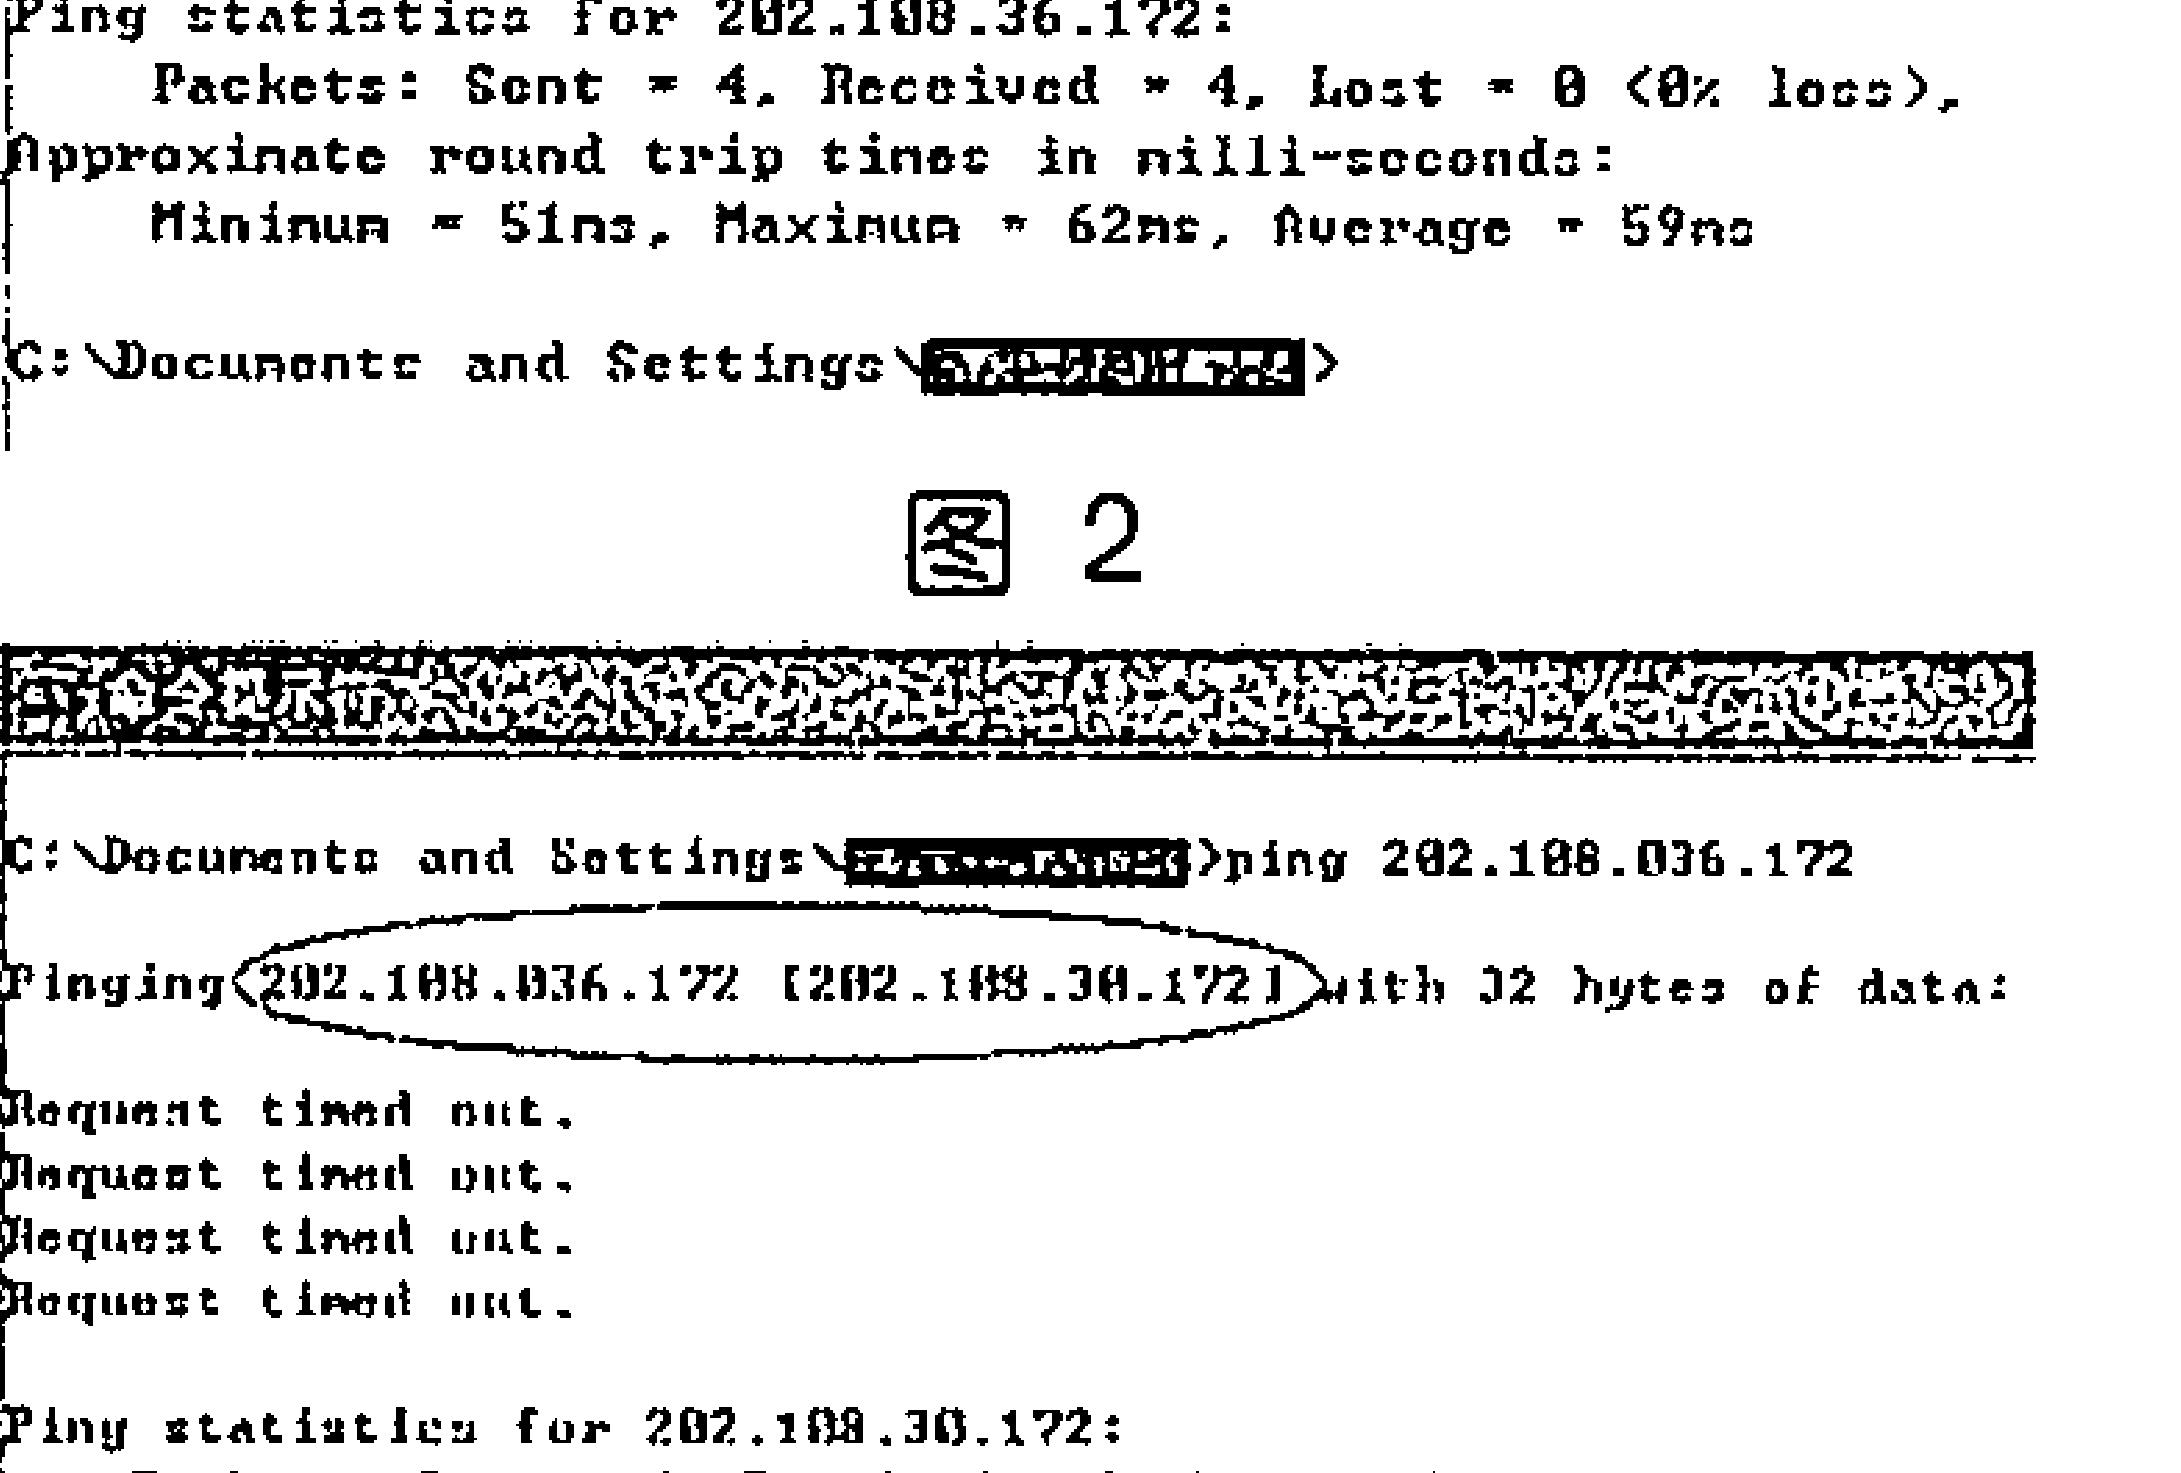 Ping statistics for 202.108.36.172:
Packets: Sent = 4, Received = 4, Lost = 0 (0% loss),
Approximate round trip times in milli-seconds:
Minimum = 51ms, Maximum = 62ms, Average = 59ms
C:\Documents and Settings\ >
图 2
C:\Documents and Settings\ >ping 202.108.036.172
Pinging 202.108.036.172 [202.108.30.172] with 32 bytes of data:
Request timed out.
Request timed out.
Request timed out.
Request timed out.
Ping statistics for 202.108.30.172: